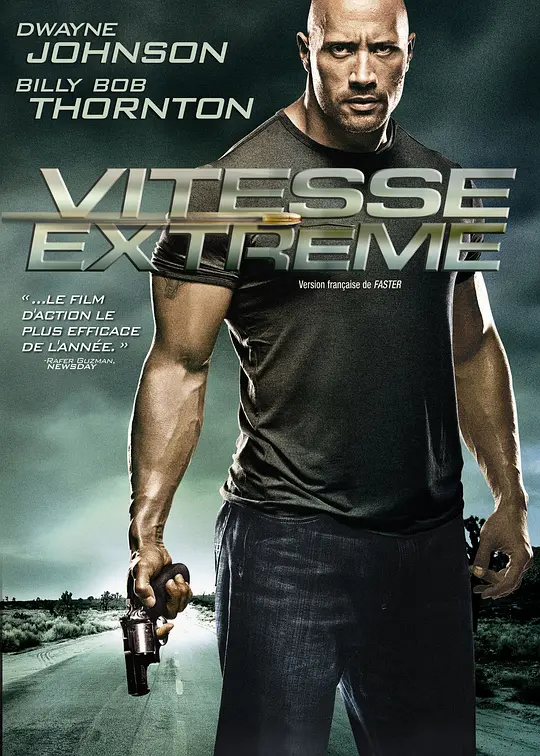 DWAYNE
JOHNSON
BILLY BOB
THORNTON
VITESSE
EXTREME
Version française de FASTER
“...LE FILM
D'ACTION LE
PLUS EFFICACE
DE L'ANNÉE.”
-RAFER GUZMAN,
NEWSDAY